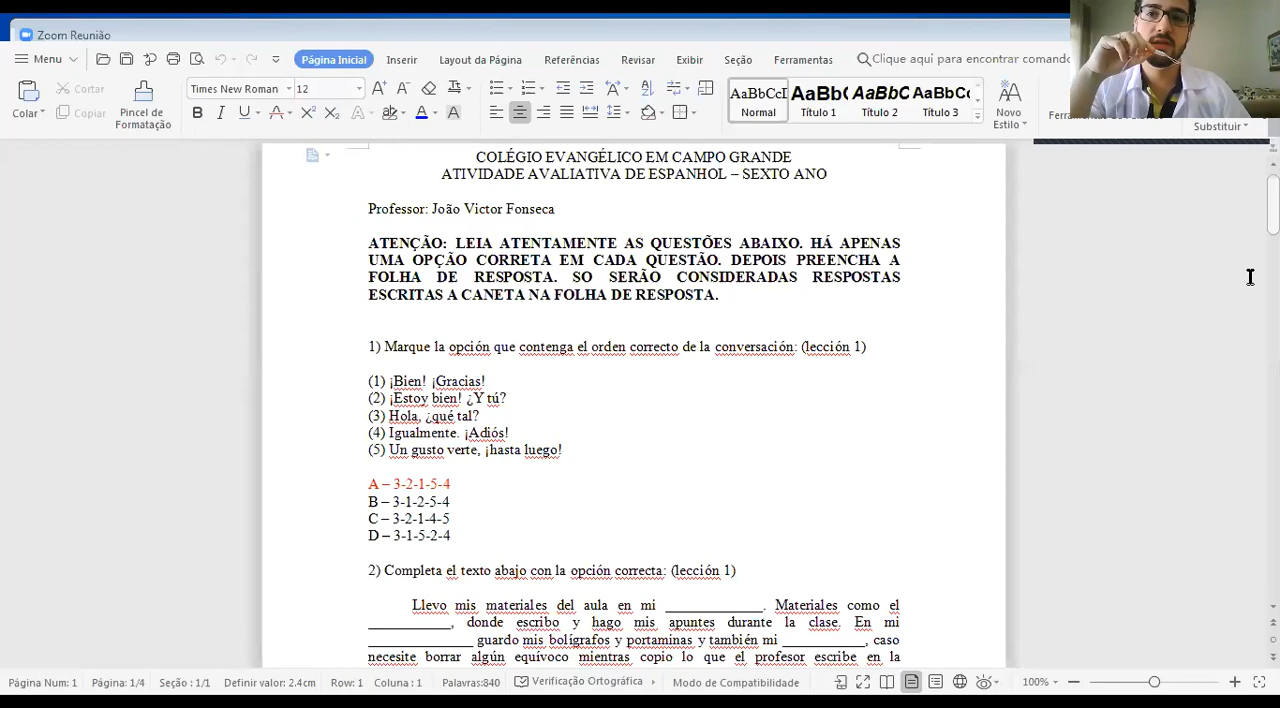 Zoom Reunião
Menu
Página Inicial
Inserir
Layout da Página
Referências
Revisar
Exibir
Seção
Ferramentas
Clique aqui para encontrar comando
Colar
Cortar
Copiar
Pincel de
Formatação
Times New Roman
12
AaBbCcD
Normal
AaBbC
Título 1
AaBbC
Título 2
AaBbC
Título 3
Novo
Estilo
Substituir
COLÉGIO EVANGÉLICO EM CAMPO GRANDE
ATIVIDADE AVALIATIVA DE ESPANHOL – SEXTO ANO
Professor: João Victor Fonseca
ATENÇÃO: LEIA ATENTAMENTE AS QUESTÕES ABAIXO. HÁ APENAS
UMA OPÇÃO CORRETA EM CADA QUESTÃO. DEPOIS PREENCHA A
FOLHA DE RESPOSTA. SO SERÃO CONSIDERADAS RESPOSTAS
ESCRITAS A CANETA NA FOLHA DE RESPOSTA.
1) Marque la opción que contenga el orden correcto de la conversación: (lección 1)
(1) ¡Bien! ¡Gracias!
(2) ¡Estoy bien! ¿Y tú?
(3) Hola, ¿qué tal?
(4) Igualmente. ¡Adiós!
(5) Un gusto verte, ¡hasta luego!
A – 3-2-1-5-4
B – 3-1-2-5-4
C – 3-2-1-4-5
D – 3-1-5-2-4
2) Completa el texto abajo con la opción correcta: (lección 1)
Llevo mis materiales del aula en mi ______________. Materiales como el
____________, donde escribo y hago mis apuntes durante la clase. En mi
_______________ guardo mis bolígrafos y portaminas y también mi ____________, caso
necesite borrar algún equívoco mientras copio lo que el profesor escribe en la
Página Num: 1 Página: 1/4 Seção : 1/1 Definir valor: 2.4cm Row: 1 Coluna : 1 Palavras:840 Verificação Ortográfica Modo de Compatibilidade 100%